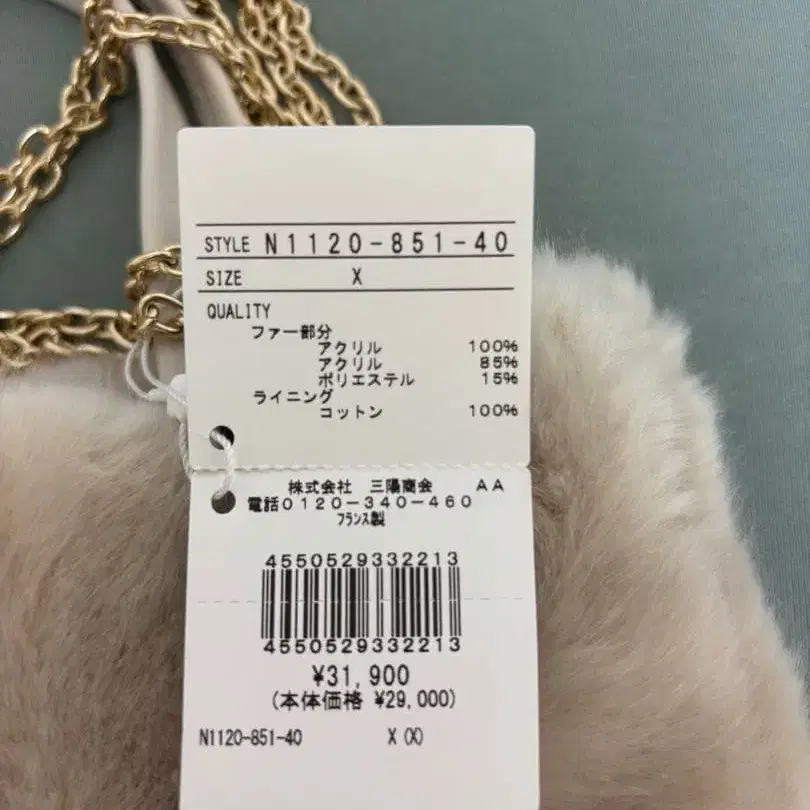 STYLE N1120-851-40
SIZE X
QUALITY
ファー部分
アクリル 100%
アクリル 85%
ポリエステル 15%
ライニング
コットン 100%
株式会社 三陽商会 AA
電話0120-340-460
フランス製
4550529332213
4550529332213
¥31,900
(本体価格 ¥29,000)
N1120-851-40 X (X)